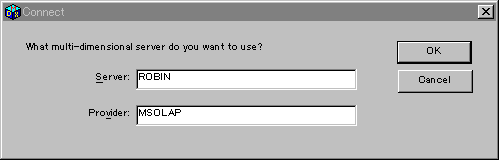 Connect
What multi-dimensional server do you want to use?
OK
Server: ROBIN
Cancel
Provider: MSOLAP